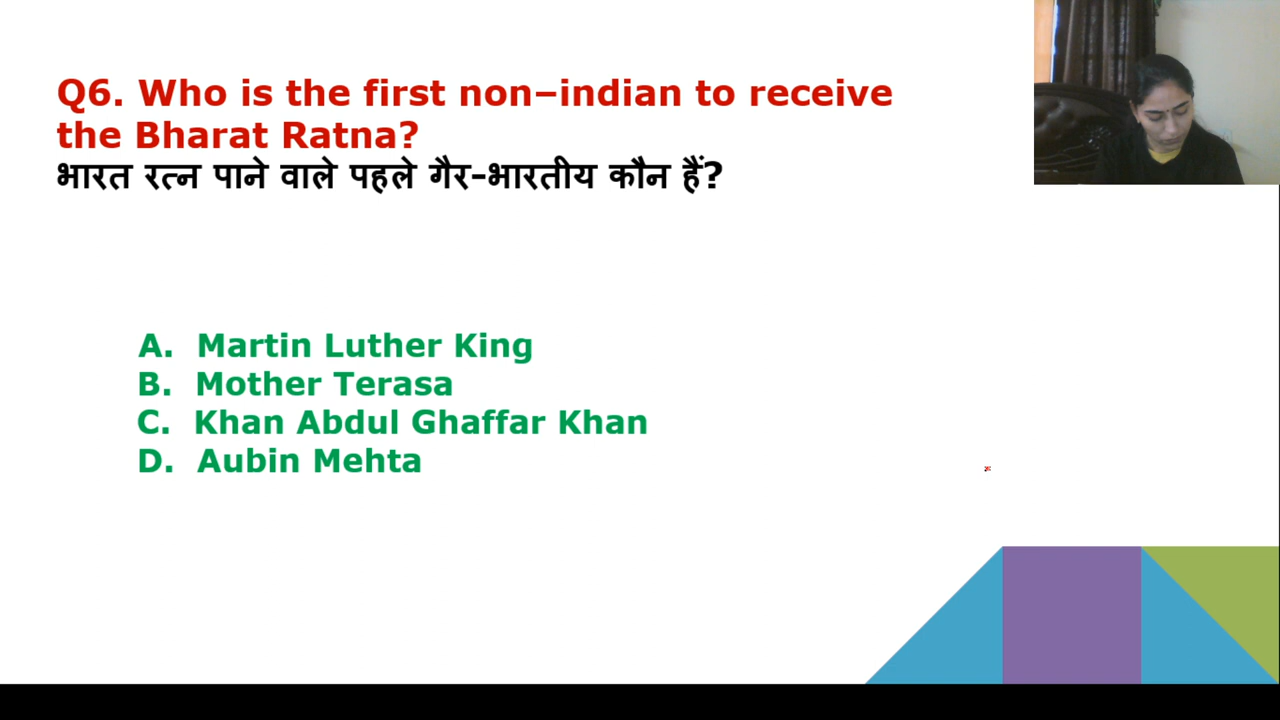 Q6. Who is the first non–indian to receive
the Bharat Ratna?
भारत रत्न पाने वाले पहले गैर-भारतीय कौन हैं?
A. Martin Luther King
B. Mother Terasa
C. Khan Abdul Ghaffar Khan
D. Aubin Mehta